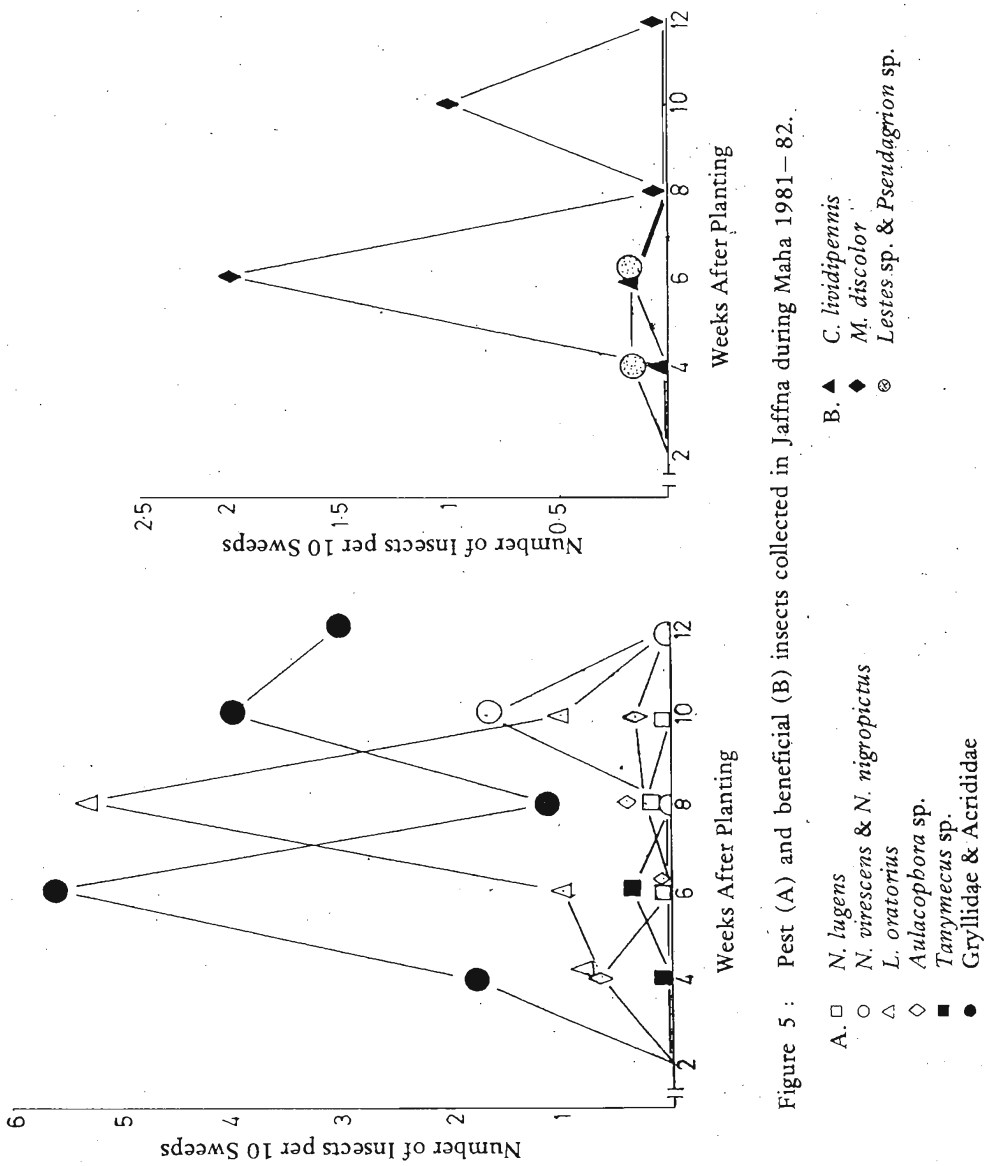 6
5
4
3
2
1
Number of Insects per 10 Sweeps
2 4 6 8 10 12
Weeks After Planting
2·5
2
1·5
1
0·5
Number of Insects per 10 Sweeps
2 4 6 8 10 12
Weeks After Planting
Figure 5 : Pest (A) and beneficial (B) insects collected in Jaffna during Maha 1981–82.
A. □ N. lugens
○ N. virescens & N. nigropictus
△ L. oratorius
◇ Aulacophora sp.
■ Tanymecus sp.
● Gryllidae & Acrididae
B. ▲ C. lividipennis
♦ M. discolor
⊗ Lestes sp. & Pseudagrion sp.